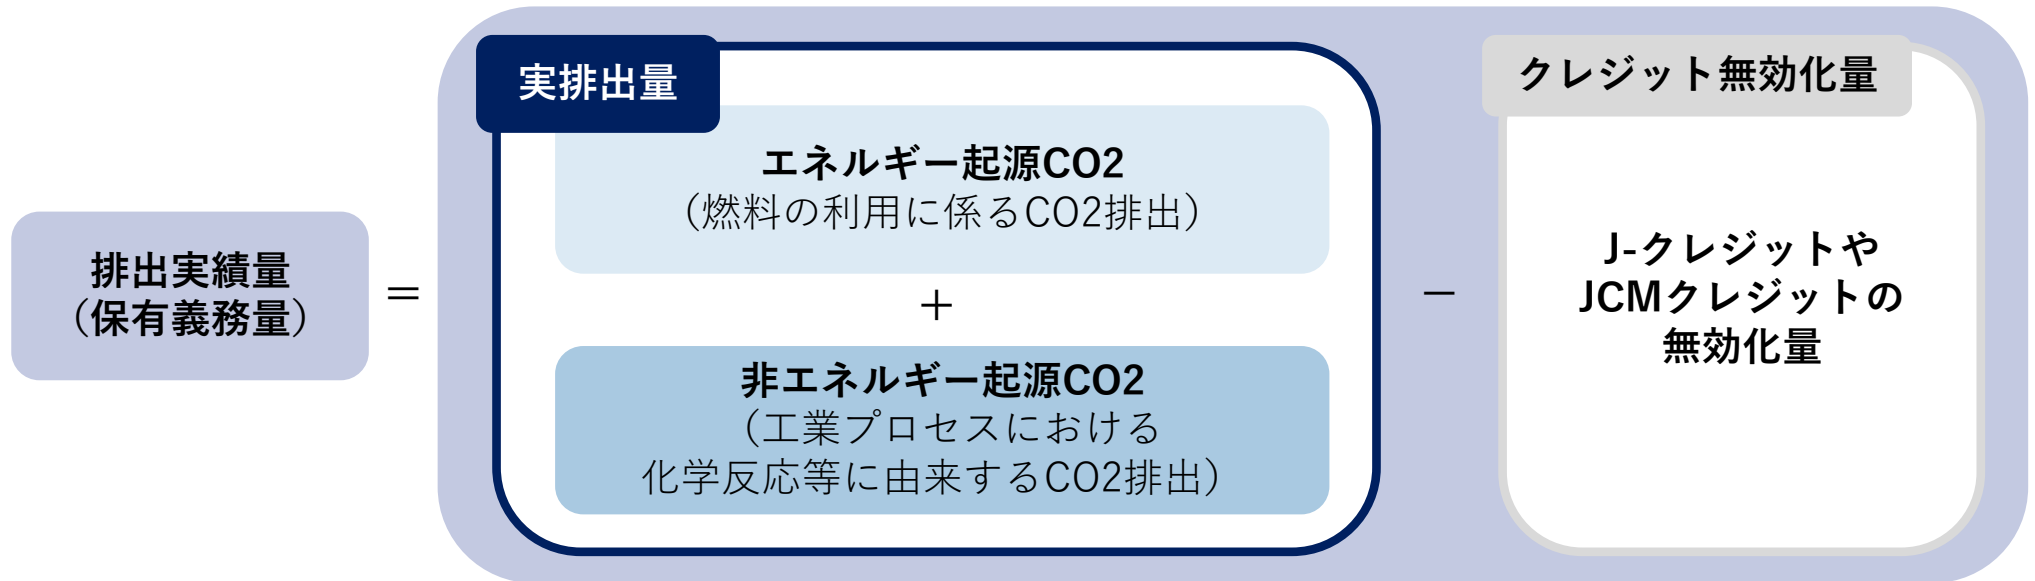 実排出量
クレジット無効化量
エネルギー起源CO2
（燃料の利用に係るCO2排出）
排出実績量
（保有義務量）
＝
＋
－
J-クレジットや
JCMクレジットの
無効化量
非エネルギー起源CO2
（工業プロセスにおける
化学反応等に由来するCO2排出）